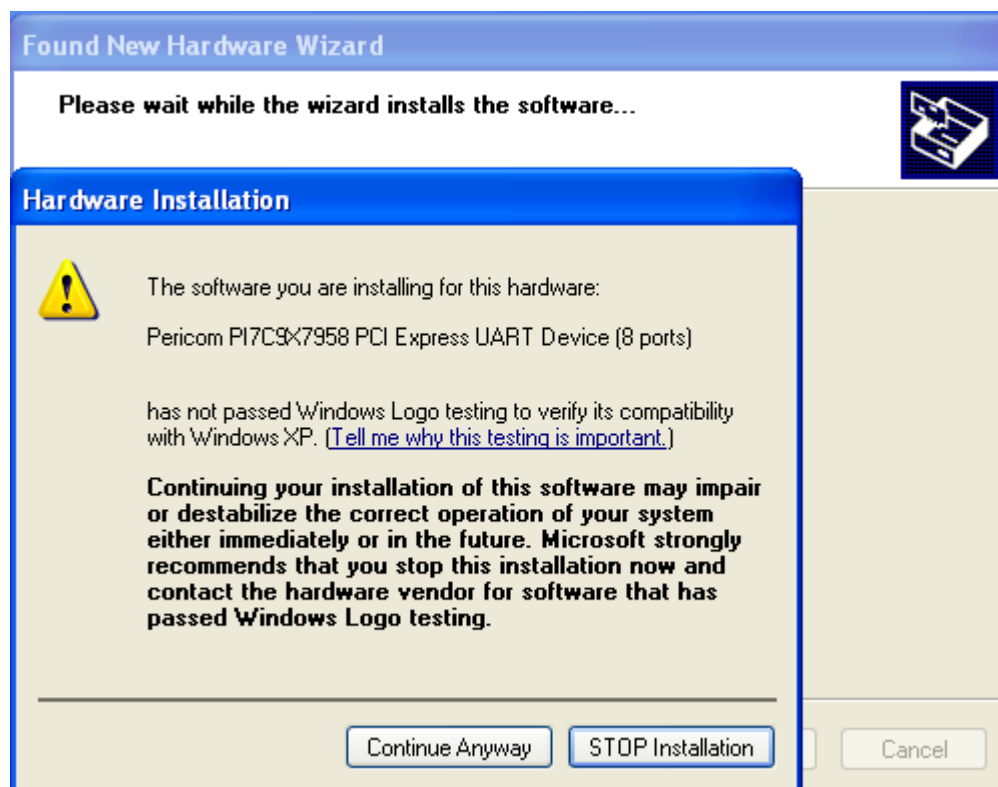 Found New Hardware Wizard
Please wait while the wizard installs the software...
Hardware Installation
The software you are installing for this hardware:
Pericom PI7C9X7958 PCI Express UART Device (8 ports)
has not passed Windows Logo testing to verify its compatibility
with Windows XP. (Tell me why this testing is important.)
Continuing your installation of this software may impair
or destabilize the correct operation of your system
either immediately or in the future. Microsoft strongly
recommends that you stop this installation now and
contact the hardware vendor for software that has
passed Windows Logo testing.
Continue Anyway
STOP Installation
Cancel